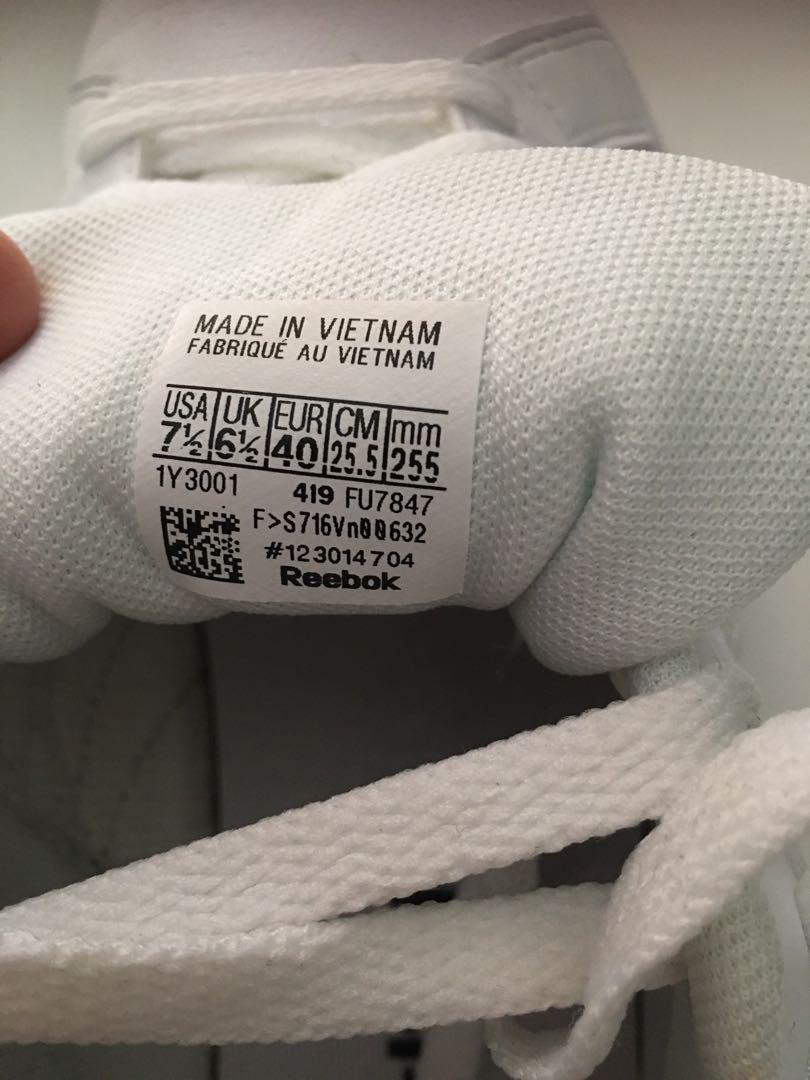 MADE IN VIETNAM
FABRIQUÉ AU VIETNAM
USA UK EUR CM mm
7½ 6½ 40 25.5 255
1Y3001 419 FU7847
F>S716Vn00632
#123014704
Reebok